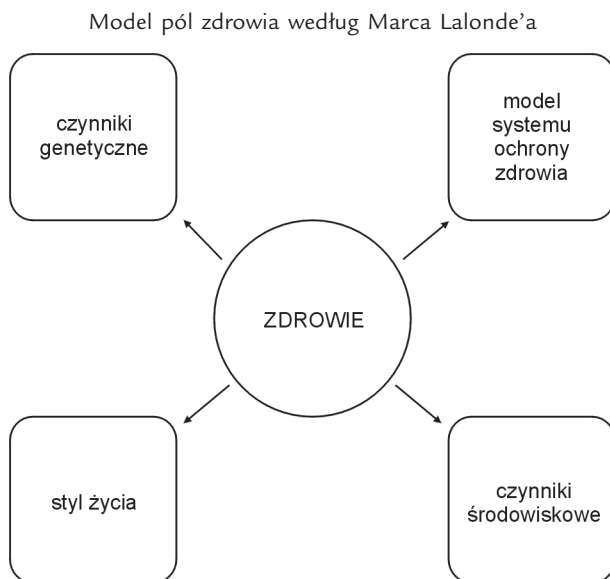 Model pól zdrowia według Marca Lalonde’a
czynniki
genetyczne
model
systemu
ochrony
zdrowia
ZDROWIE
styl życia
czynniki
środowiskowe